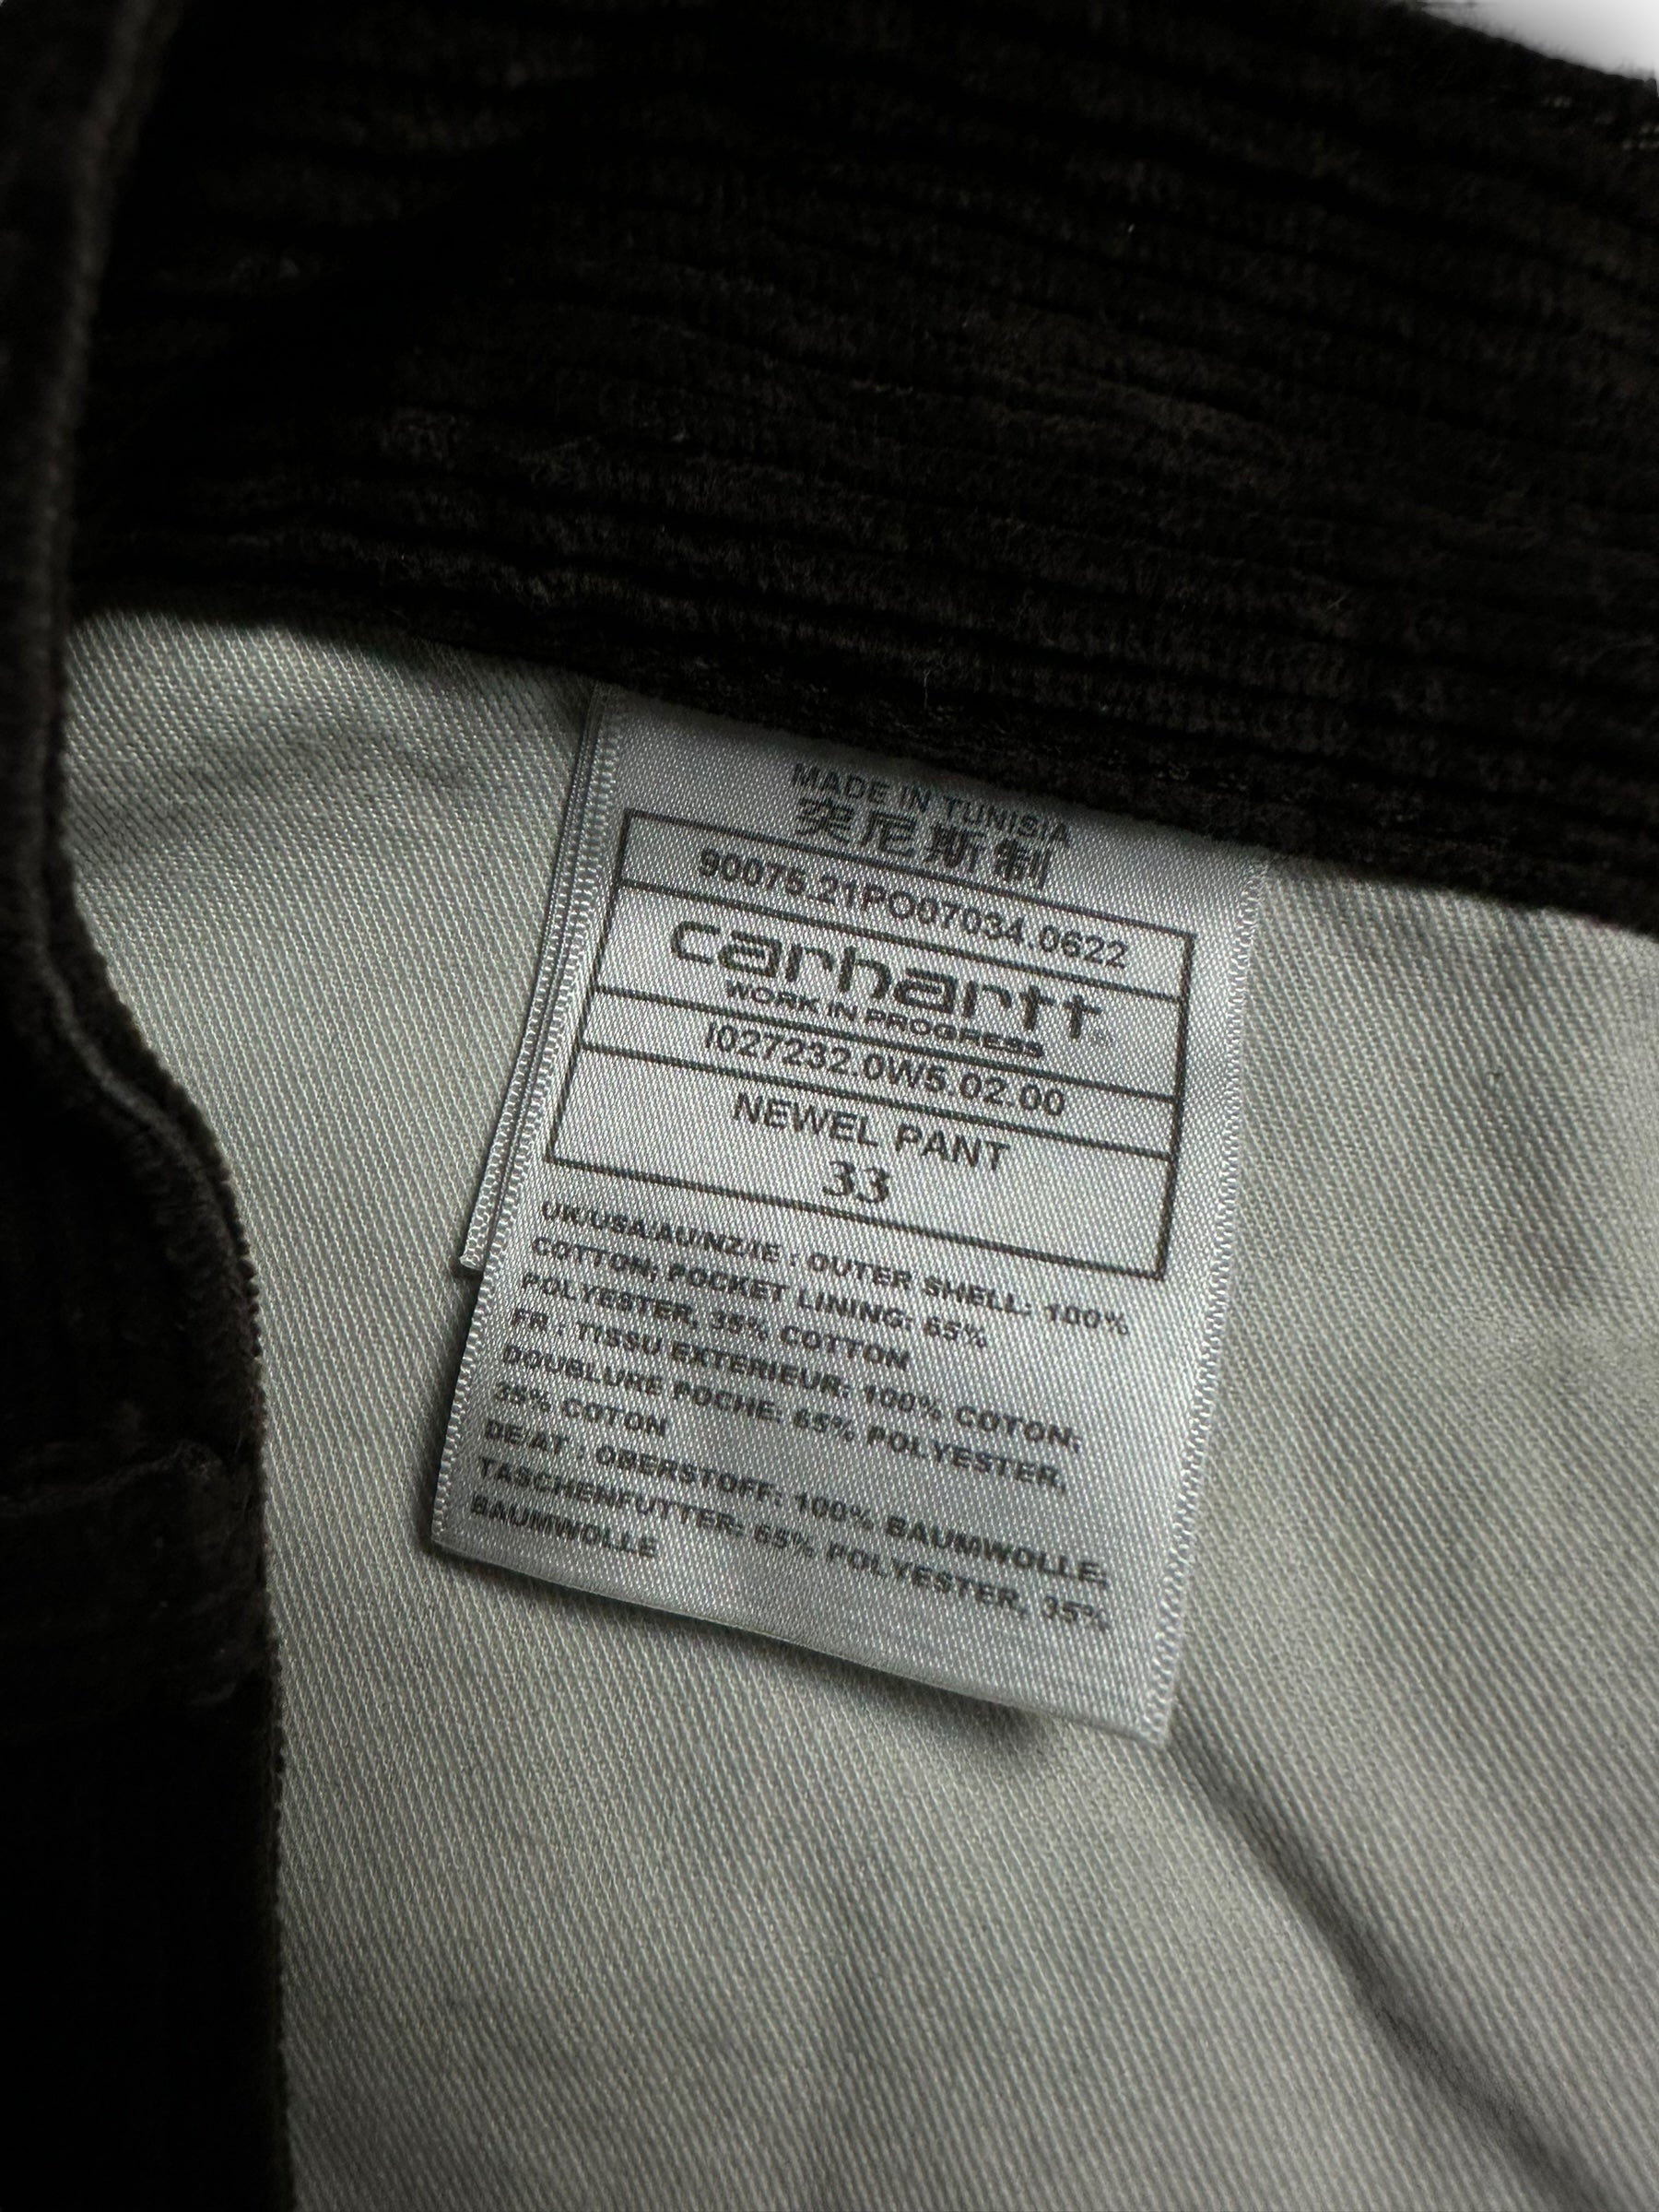 MADE IN TUNISIA
突尼斯制
90075.21PO07034.0622
carhartt®
WORK IN PROGRESS
I027232.0W5.02.00
NEWEL PANT
33
UK/USA/AU/NZ/IE : OUTER SHELL: 100%
COTTON; POCKET LINING: 65%
POLYESTER, 35% COTTON
FR : TISSU EXTERIEUR: 100% COTON;
DOUBLURE POCHE: 65% POLYESTER,
35% COTON
DE/AT : OBERSTOFF: 100% BAUMWOLLE;
TASCHENFUTTER: 65% POLYESTER, 35%
BAUMWOLLE